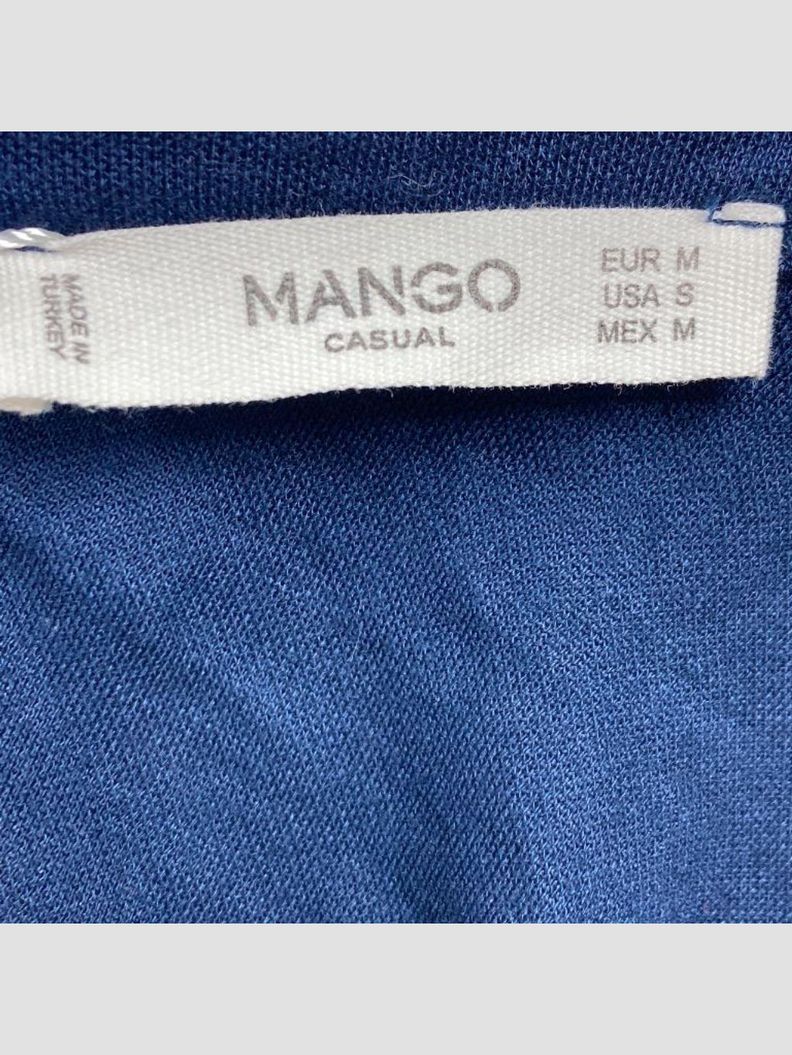 MADE IN
TURKEY
MANGO
CASUAL
EUR M
USA S
MEX M